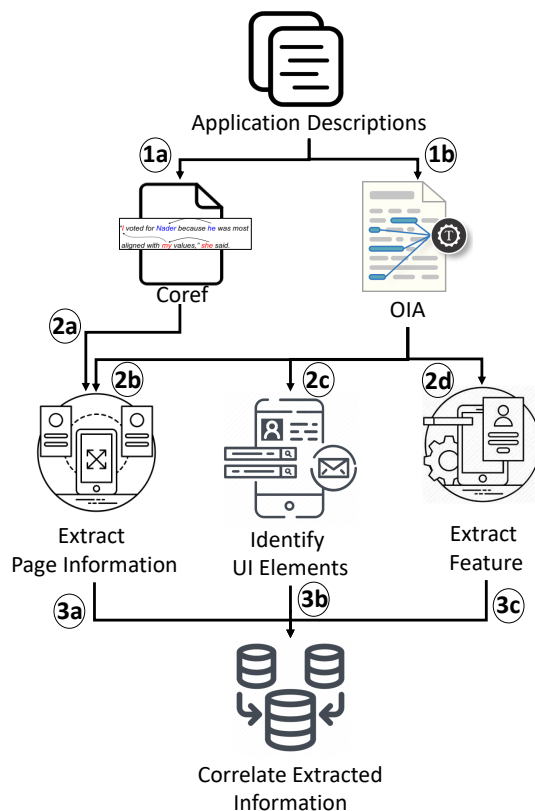 Application Descriptions
1a
1b
"I voted for Nader because he was most
aligned with my values," she said.
T
Coref
OIA
2a
2b
2c
2d
Extract
Page Information
Identify
UI Elements
Extract
Feature
3a
3b
3c
Correlate Extracted
Information